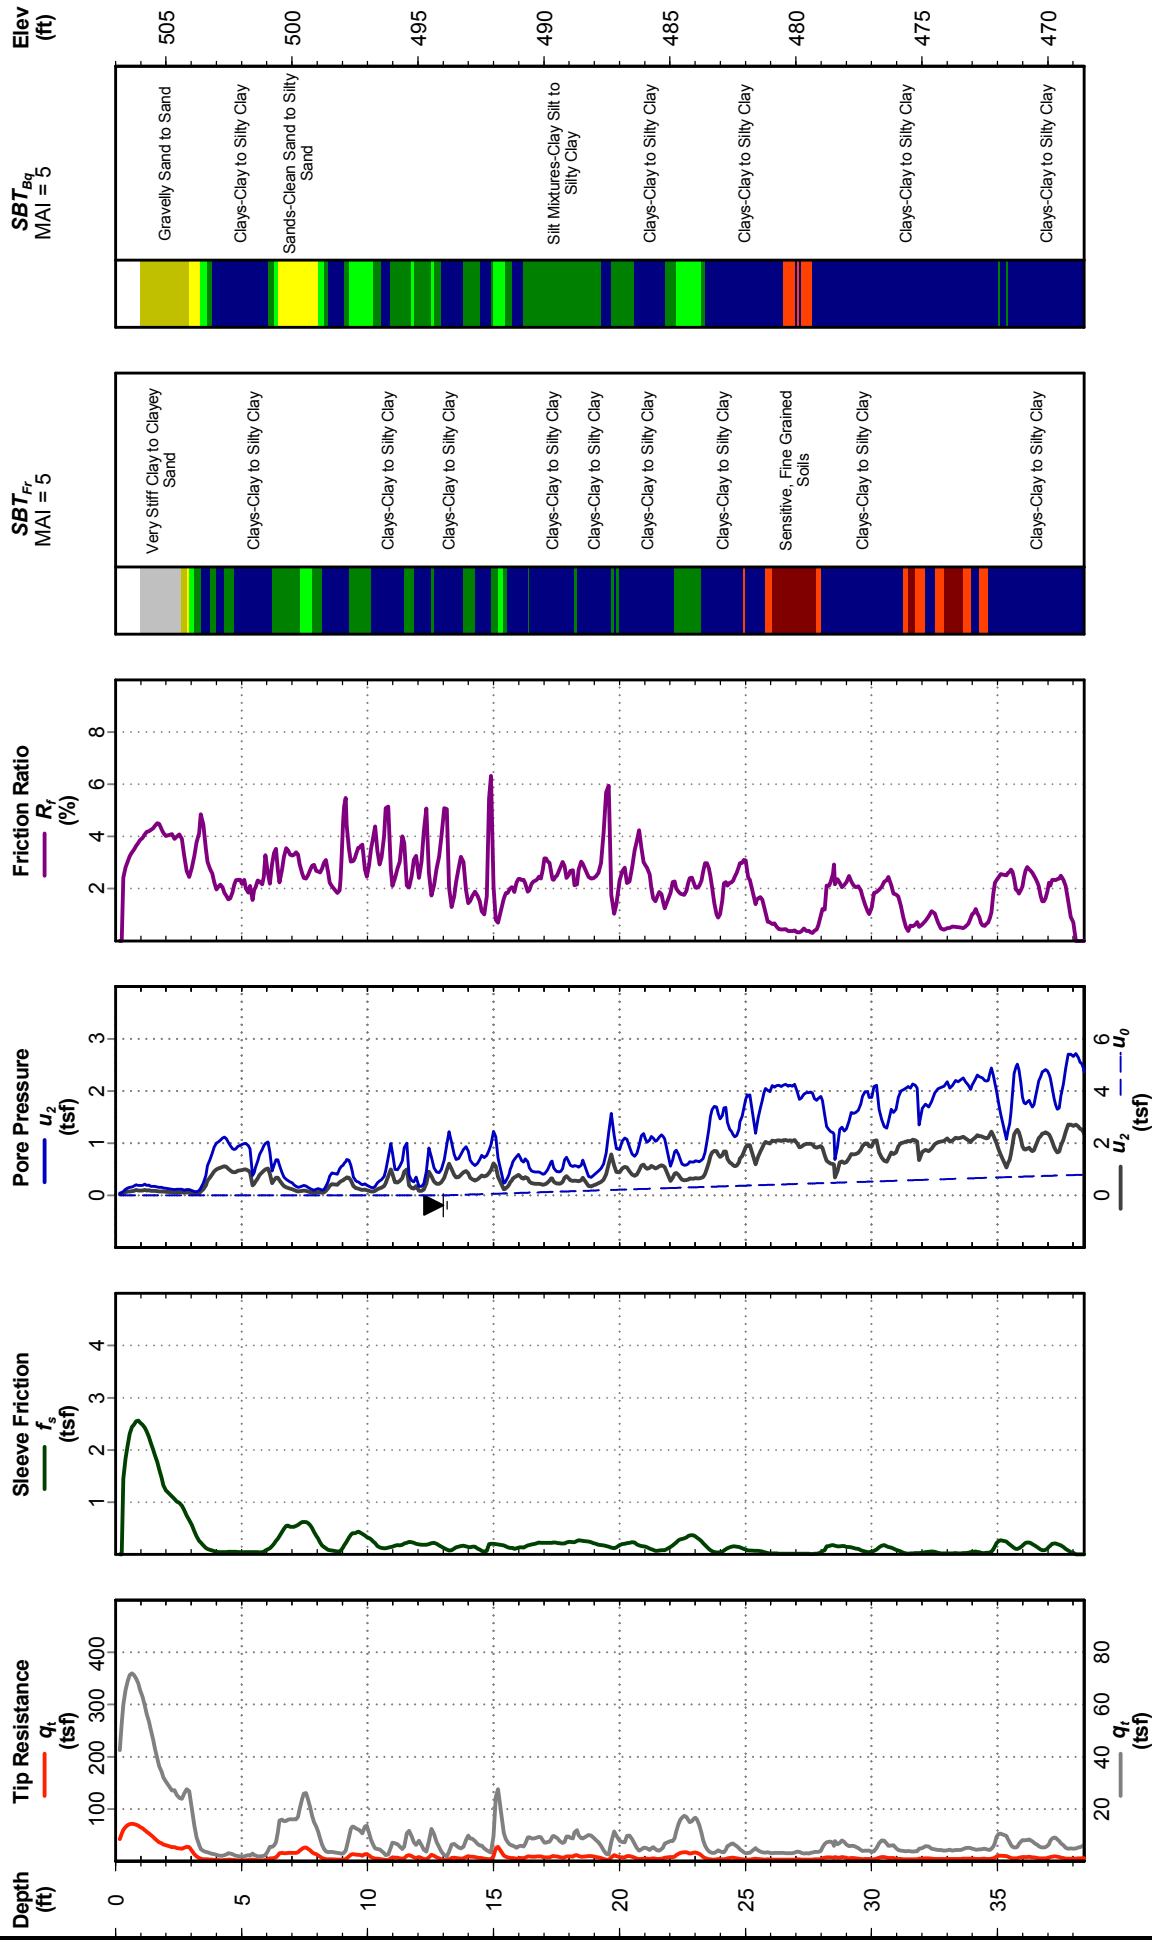 Depth
(ft)
0
5
10
15
20
25
30
35
Tip Resistance
qt
(tsf)
100
200
300
400
20
40
60
80
qt
(tsf)
Sleeve Friction
fs
(tsf)
1
2
3
4
Pore Pressure
u2
(tsf)
0
1
2
3
0
2
4
6
u2
u0
(tsf)
Friction Ratio
Rf
(%)
2
4
6
8
SBTFr
MAI = 5
Very Stiff Clay to Clayey
Sand
Clays-Clay to Silty Clay
Clays-Clay to Silty Clay
Clays-Clay to Silty Clay
Clays-Clay to Silty Clay
Clays-Clay to Silty Clay
Clays-Clay to Silty Clay
Clays-Clay to Silty Clay
Sensitive, Fine Grained
Soils
Clays-Clay to Silty Clay
Clays-Clay to Silty Clay
SBTBq
MAI = 5
Gravelly Sand to Sand
Clays-Clay to Silty Clay
Sands-Clean Sand to Silty
Sand
Silt Mixtures-Clay Silt to
Silty Clay
Clays-Clay to Silty Clay
Clays-Clay to Silty Clay
Clays-Clay to Silty Clay
Clays-Clay to Silty Clay
Elev
(ft)
505
500
495
490
485
480
475
470